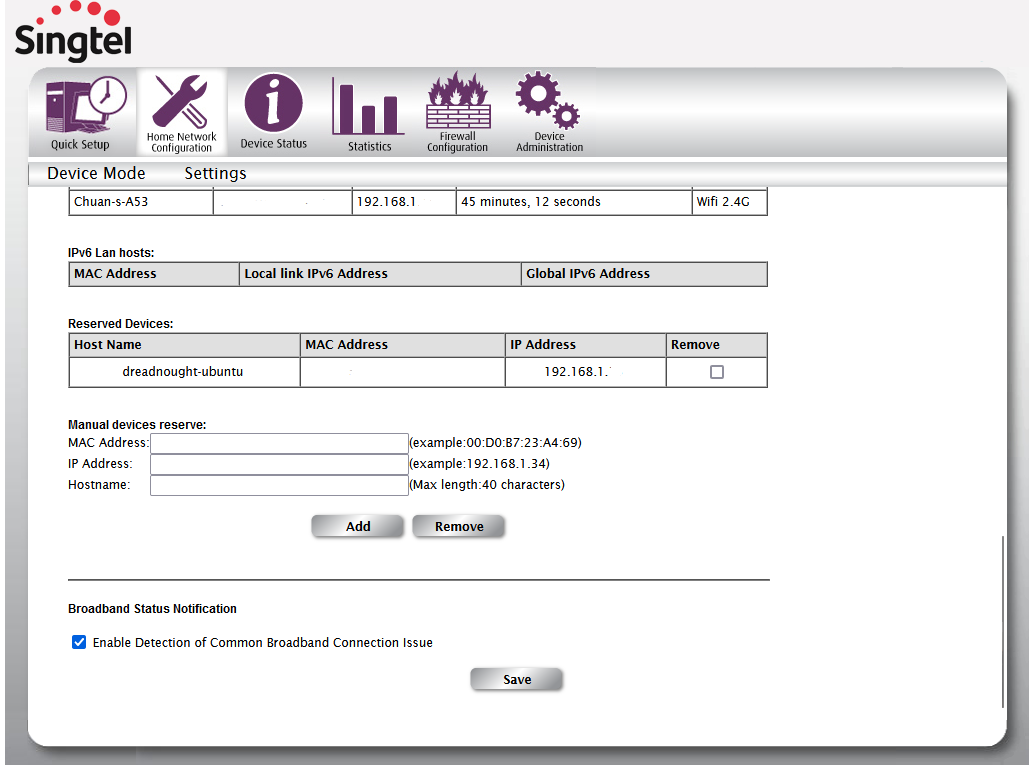 Singtel
Quick Setup
Home Network Configuration
Device Status
Statistics
Firewall Configuration
Device Administration
Device Mode Settings
Chuan-s-A53 192.168.1 45 minutes, 12 seconds Wifi 2.4G
IPv6 Lan hosts:
MAC Address Local link IPv6 Address Global IPv6 Address
Reserved Devices:
Host Name MAC Address IP Address Remove
dreadnought-ubuntu 192.168.1.
Manual devices reserve:
MAC Address: (example:00:D0:B7:23:A4:69)
IP Address: (example:192.168.1.34)
Hostname: (Max length:40 characters)
Add Remove
Broadband Status Notification
Enable Detection of Common Broadband Connection Issue
Save